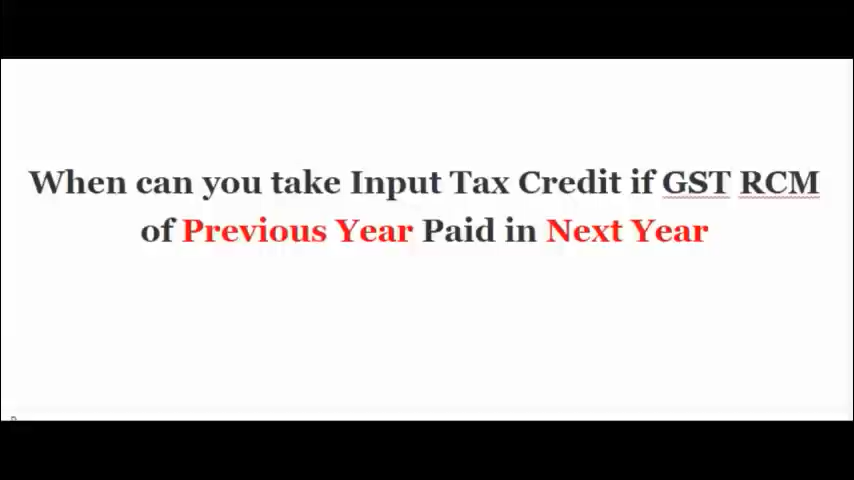 When can you take Input Tax Credit if GST RCM
of Previous Year Paid in Next Year